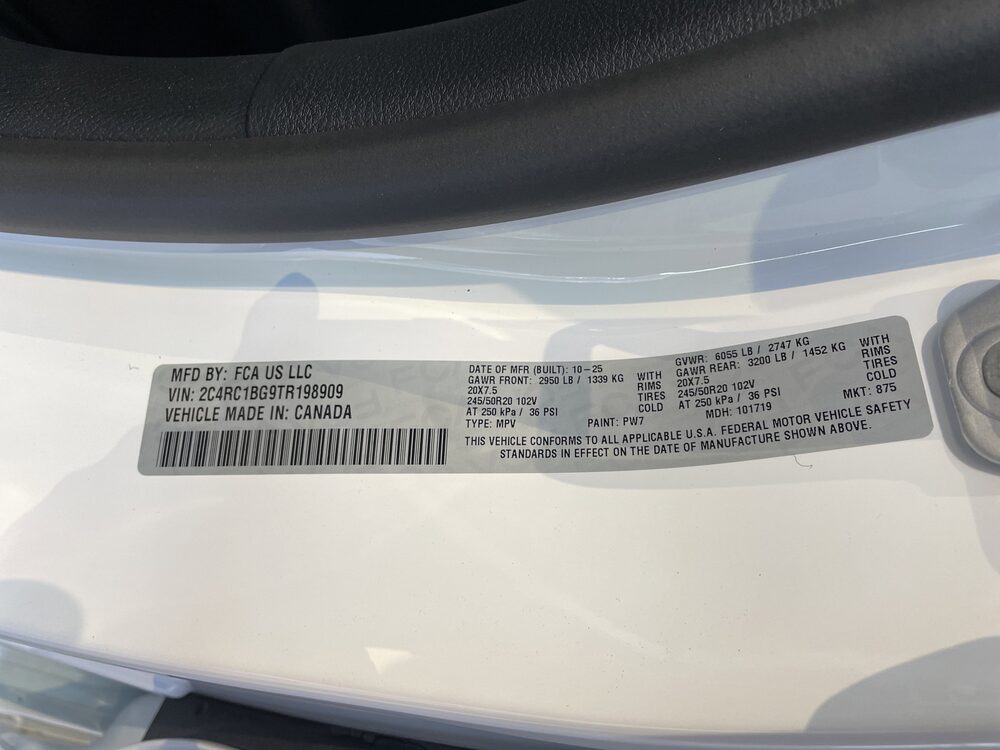 MFD BY: FCA US LLC
VIN: 2C4RC1BG9TR198909
VEHICLE MADE IN: CANADA
DATE OF MFR (BUILT): 10-25
GAWR FRONT: 2950 LB / 1339 KG WITH
20X7.5 RIMS
245/50R20 102V TIRES
AT 250 kPa / 36 PSI COLD
TYPE: MPV PAINT: PW7
GVWR: 6055 LB / 2747 KG
GAWR REAR: 3200 LB / 1452 KG WITH
20X7.5 RIMS
245/50R20 102V TIRES
AT 250 kPa / 36 PSI COLD
MDH: 101719 MKT: 875
THIS VEHICLE CONFORMS TO ALL APPLICABLE U.S.A. FEDERAL MOTOR VEHICLE SAFETY
STANDARDS IN EFFECT ON THE DATE OF MANUFACTURE SHOWN ABOVE.